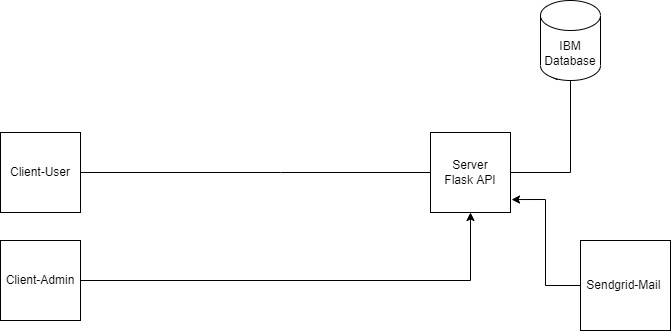 IBM
Database
Client-User
Server
Flask API
Client-Admin
Sendgrid-Mail